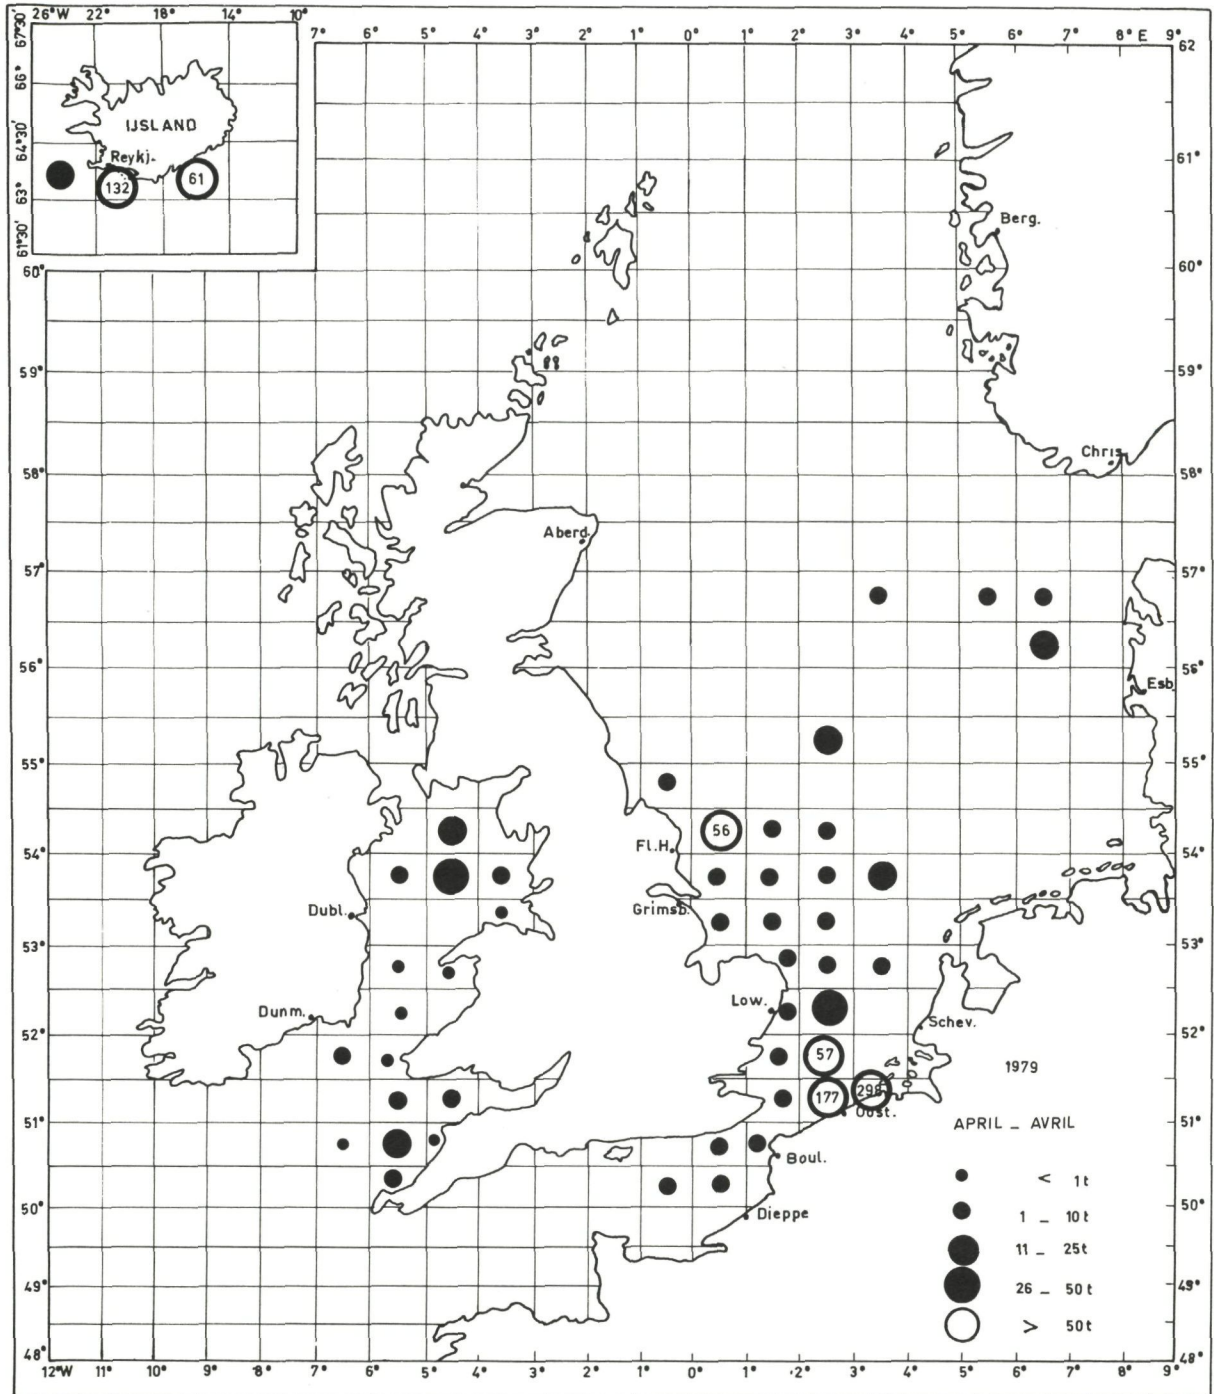 26°W 22° 18° 14° 10°
67°30'
66°
64°30'
63°
61°30'
IJSLAND
Reykj.
132
61
7° 6° 5° 4° 3° 2° 1° 0° 1° 2° 3° 4° 5° 6° 7° 8° E 9°
62
61°
60°
59°
58°
57°
56°
55°
54°
53°
52°
51°
50°
49°
48°
60°
59°
58°
57°
56°
55°
54°
53°
52°
51°
50°
49°
48°
Berg.
Chris
Aberd.
Esb
56
Fl.H.
Grimsb.
Dubl.
Dunm.
Low.
Schev.
57
298
177
Oost.
Boul.
Dieppe
1979
APRIL _ AVRIL
< 1t
1 _ 10t
11 _ 25t
26 _ 50t
> 50t
12°W 11° 10° 9° 8° 7° 6° 5° 4° 3° 2° 1° 0° 1° 2° 3° 4° 5° 6° 7° 8° 9°